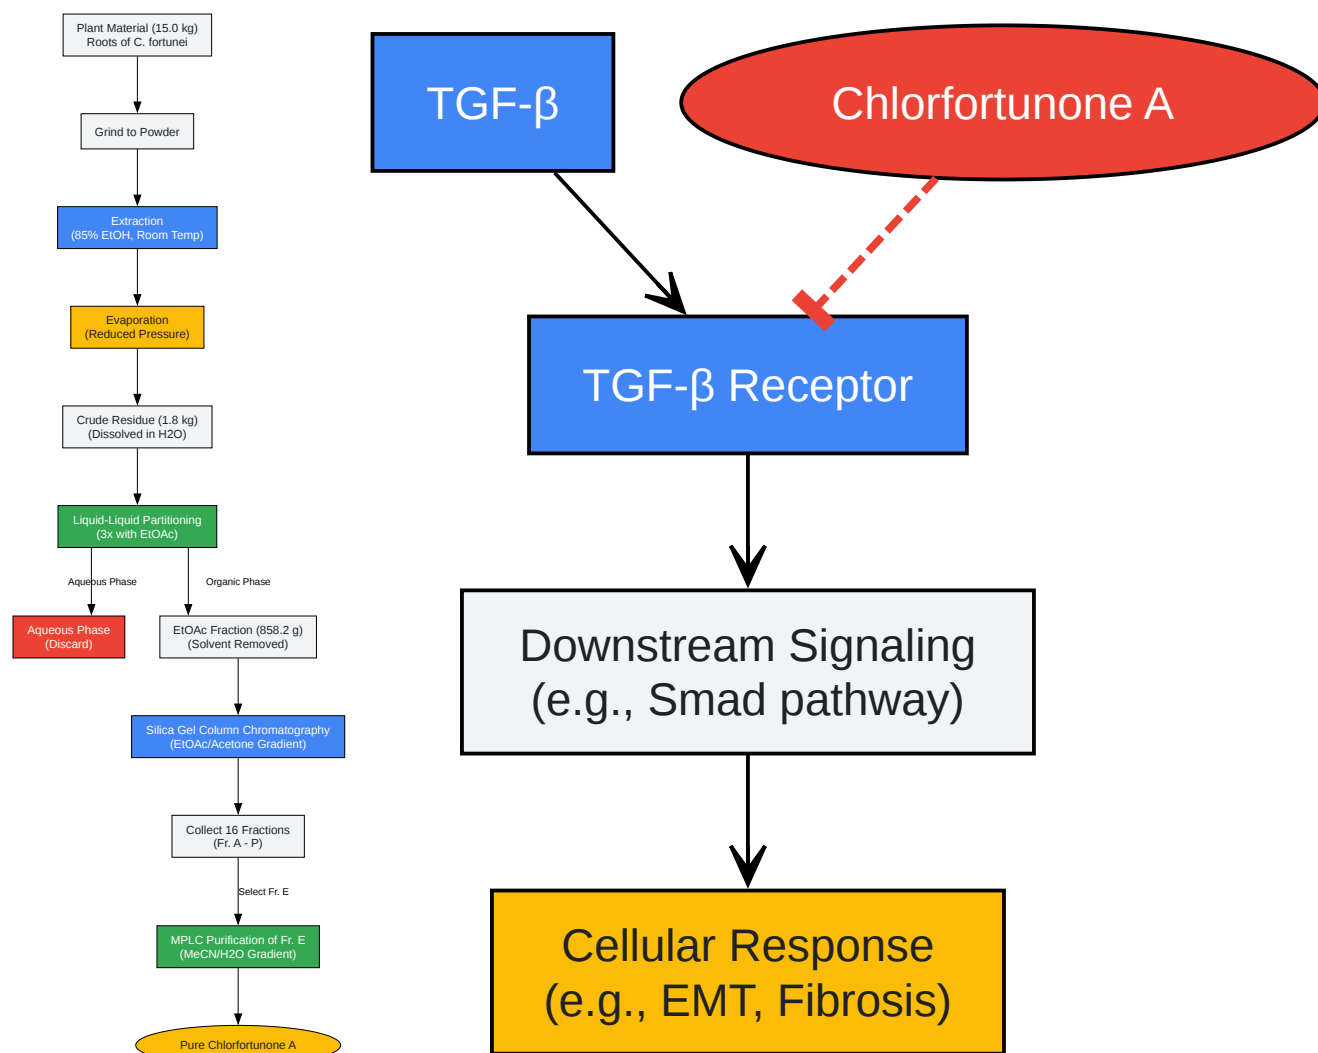 Plant Material (15.0 kg)
Roots of C. fortunei
Grind to Powder
Extraction
(85% EtOH, Room Temp)
Evaporation
(Reduced Pressure)
Crude Residue (1.8 kg)
(Dissolved in H2O)
Liquid-Liquid Partitioning
(3x with EtOAc)
Aqueous Phase
Organic Phase
Aqueous Phase
(Discard)
EtOAc Fraction (858.2 g)
(Solvent Removed)
Silica Gel Column Chromatography
(EtOAc/Acetone Gradient)
Collect 16 Fractions
(Fr. A - P)
Select Fr. E
MPLC Purification of Fr. E
(MeCN/H2O Gradient)
Pure Chlorfortunone A
TGF-β
Chlorfortunone A
TGF-β Receptor
Downstream Signaling
(e.g., Smad pathway)
Cellular Response
(e.g., EMT, Fibrosis)